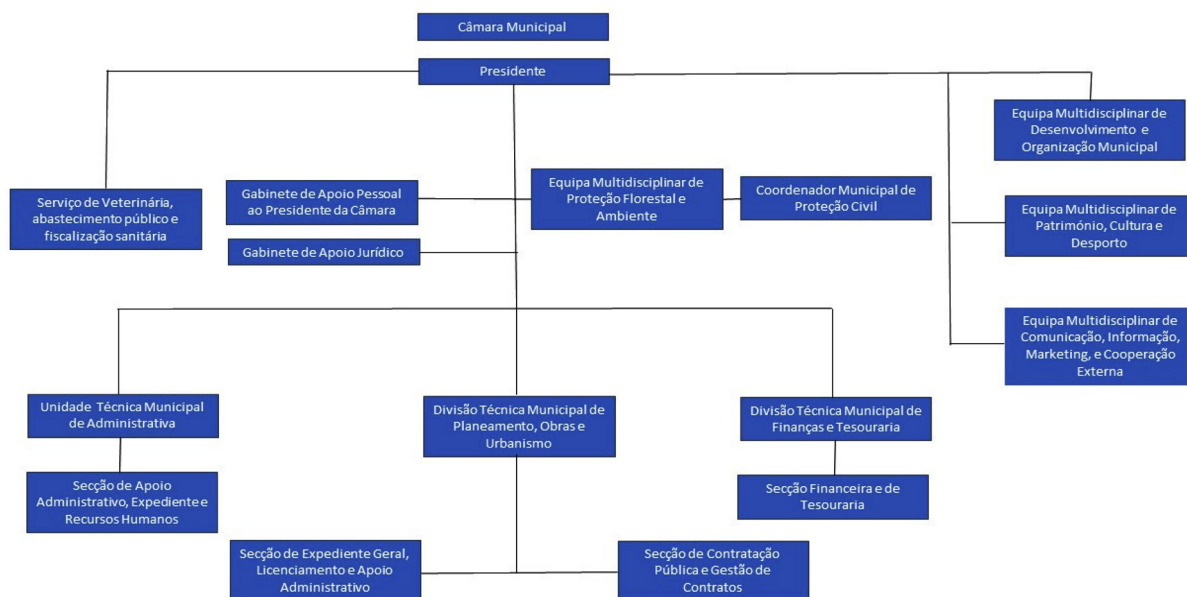 Câmara Municipal
Presidente
Equipa Multidisciplinar de
Desenvolvimento e
Organização Municipal
Serviço de Veterinária,
abastecimento público e
fiscalização sanitária
Gabinete de Apoio Pessoal
ao Presidente da Câmara
Equipa Multidisciplinar de
Proteção Florestal e
Ambiente
Coordenador Municipal de
Proteção Civil
Equipa Multidisciplinar de
Património, Cultura e
Desporto
Gabinete de Apoio Jurídico
Equipa Multidisciplinar de
Comunicação, Informação,
Marketing, e Cooperação
Externa
Unidade Técnica Municipal
de Administrativa
Divisão Técnica Municipal de
Planeamento, Obras e
Urbanismo
Divisão Técnica Municipal de
Finanças e Tesouraria
Secção de Apoio
Administrativo, Expediente e
Recursos Humanos
Secção Financeira e de
Tesouraria
Secção de Expediente Geral,
Licenciamento e Apoio
Administrativo
Secção de Contratação
Pública e Gestão de
Contratos